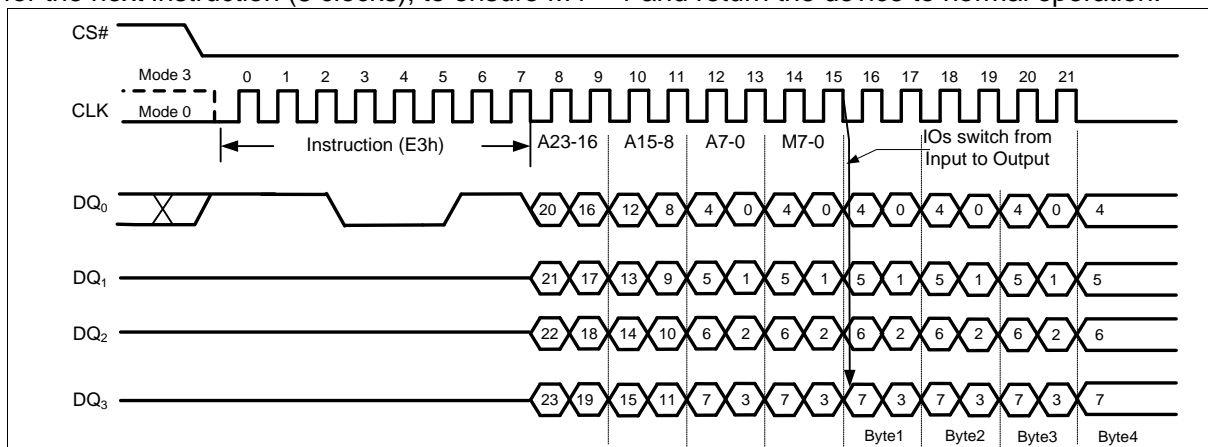 for the next instruction (8 clocks), to ensure = 1 and return the device to normal operation.
CS#
Mode 3 0 1 2 3 4 5 6 7 8 9 10 11 12 13 14 15 16 17 18 19 20 21
CLK Mode 0
Instruction (E3h) A23-16 A15-8 A7-0 M7-0 IOs switch from
Input to Output
DQ0 20 16 12 8 4 0 4 0 4 0 4 0 4 0 4
DQ1 21 17 13 9 5 1 5 1 5 1 5 1 5 1 5
DQ2 22 18 14 10 6 2 6 2 6 2 6 2 6 2 6
DQ3 23 19 15 11 7 3 7 3 7 3 7 3 7 3 7
Byte1 Byte2 Byte3 Byte4